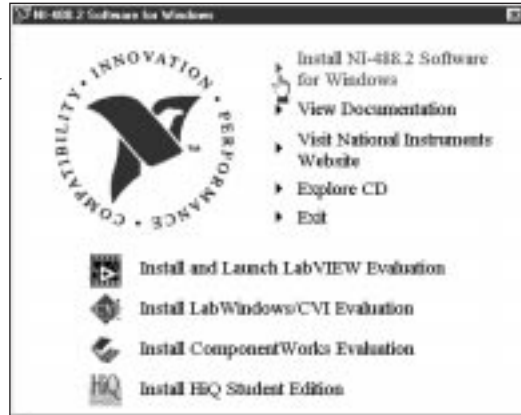 NI-488.2 Software for Windows
INNOVATION • PERFORMANCE • COMPATIBILITY •
TM
Install NI-488.2 Software
for Windows
View Documentation
Visit National Instruments
Website
Explore CD
Exit
Install and Launch LabVIEW Evaluation
Install LabWindows/CVI Evaluation
Install ComponentWorks Evaluation
HiQ
Install HiQ Student Edition